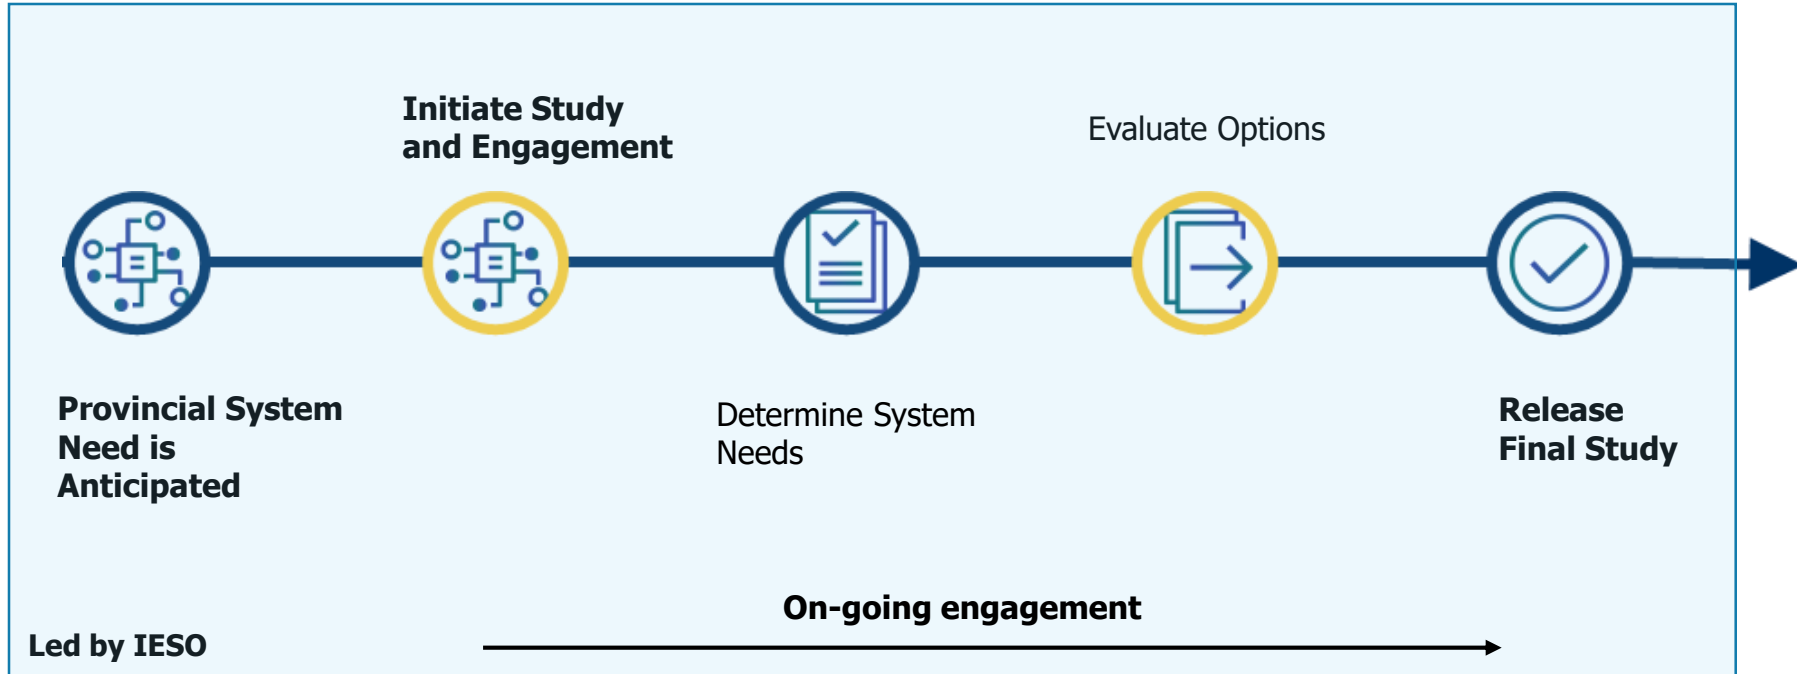 Initiate Study
and Engagement
Evaluate Options
Provincial System
Need is
Anticipated
Determine System
Needs
Release
Final Study
On-going engagement
Led by IESO